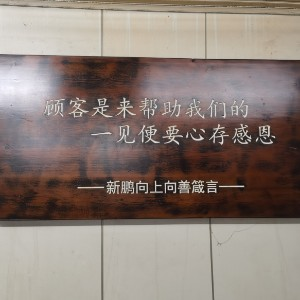 顾客是来帮助我们的
一见便要心存感恩
——新鹏向上向善箴言——